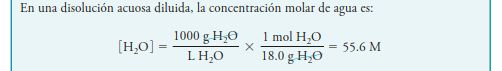 En una disolución acuosa diluida, la concentración molar de agua es:
[H₂O] = 1000 g H₂O / L H₂O × 1 mol H₂O / 18.0 g H₂O = 55.6 M